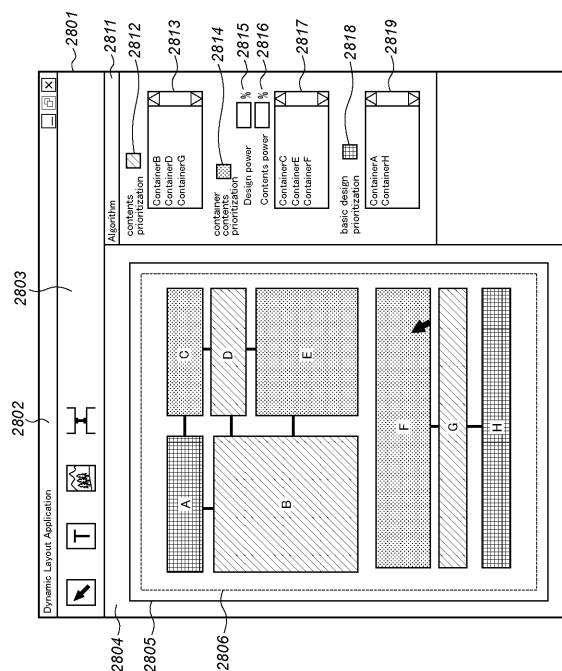 Dynamic Layout Application
T
2801
2802
2803
2804
2805
2806
A
B
C
D
E
F
G
H
Algorithm
2811
contents
prioritization
2812
ContainerB
ContainerD
ContainerG
2813
container
contents
prioritization
2814
Design power %
2815
Contents power %
2816
ContainerC
ContainerE
ContainerF
2817
basic design
prioritization
2818
ContainerA
ContainerH
2819